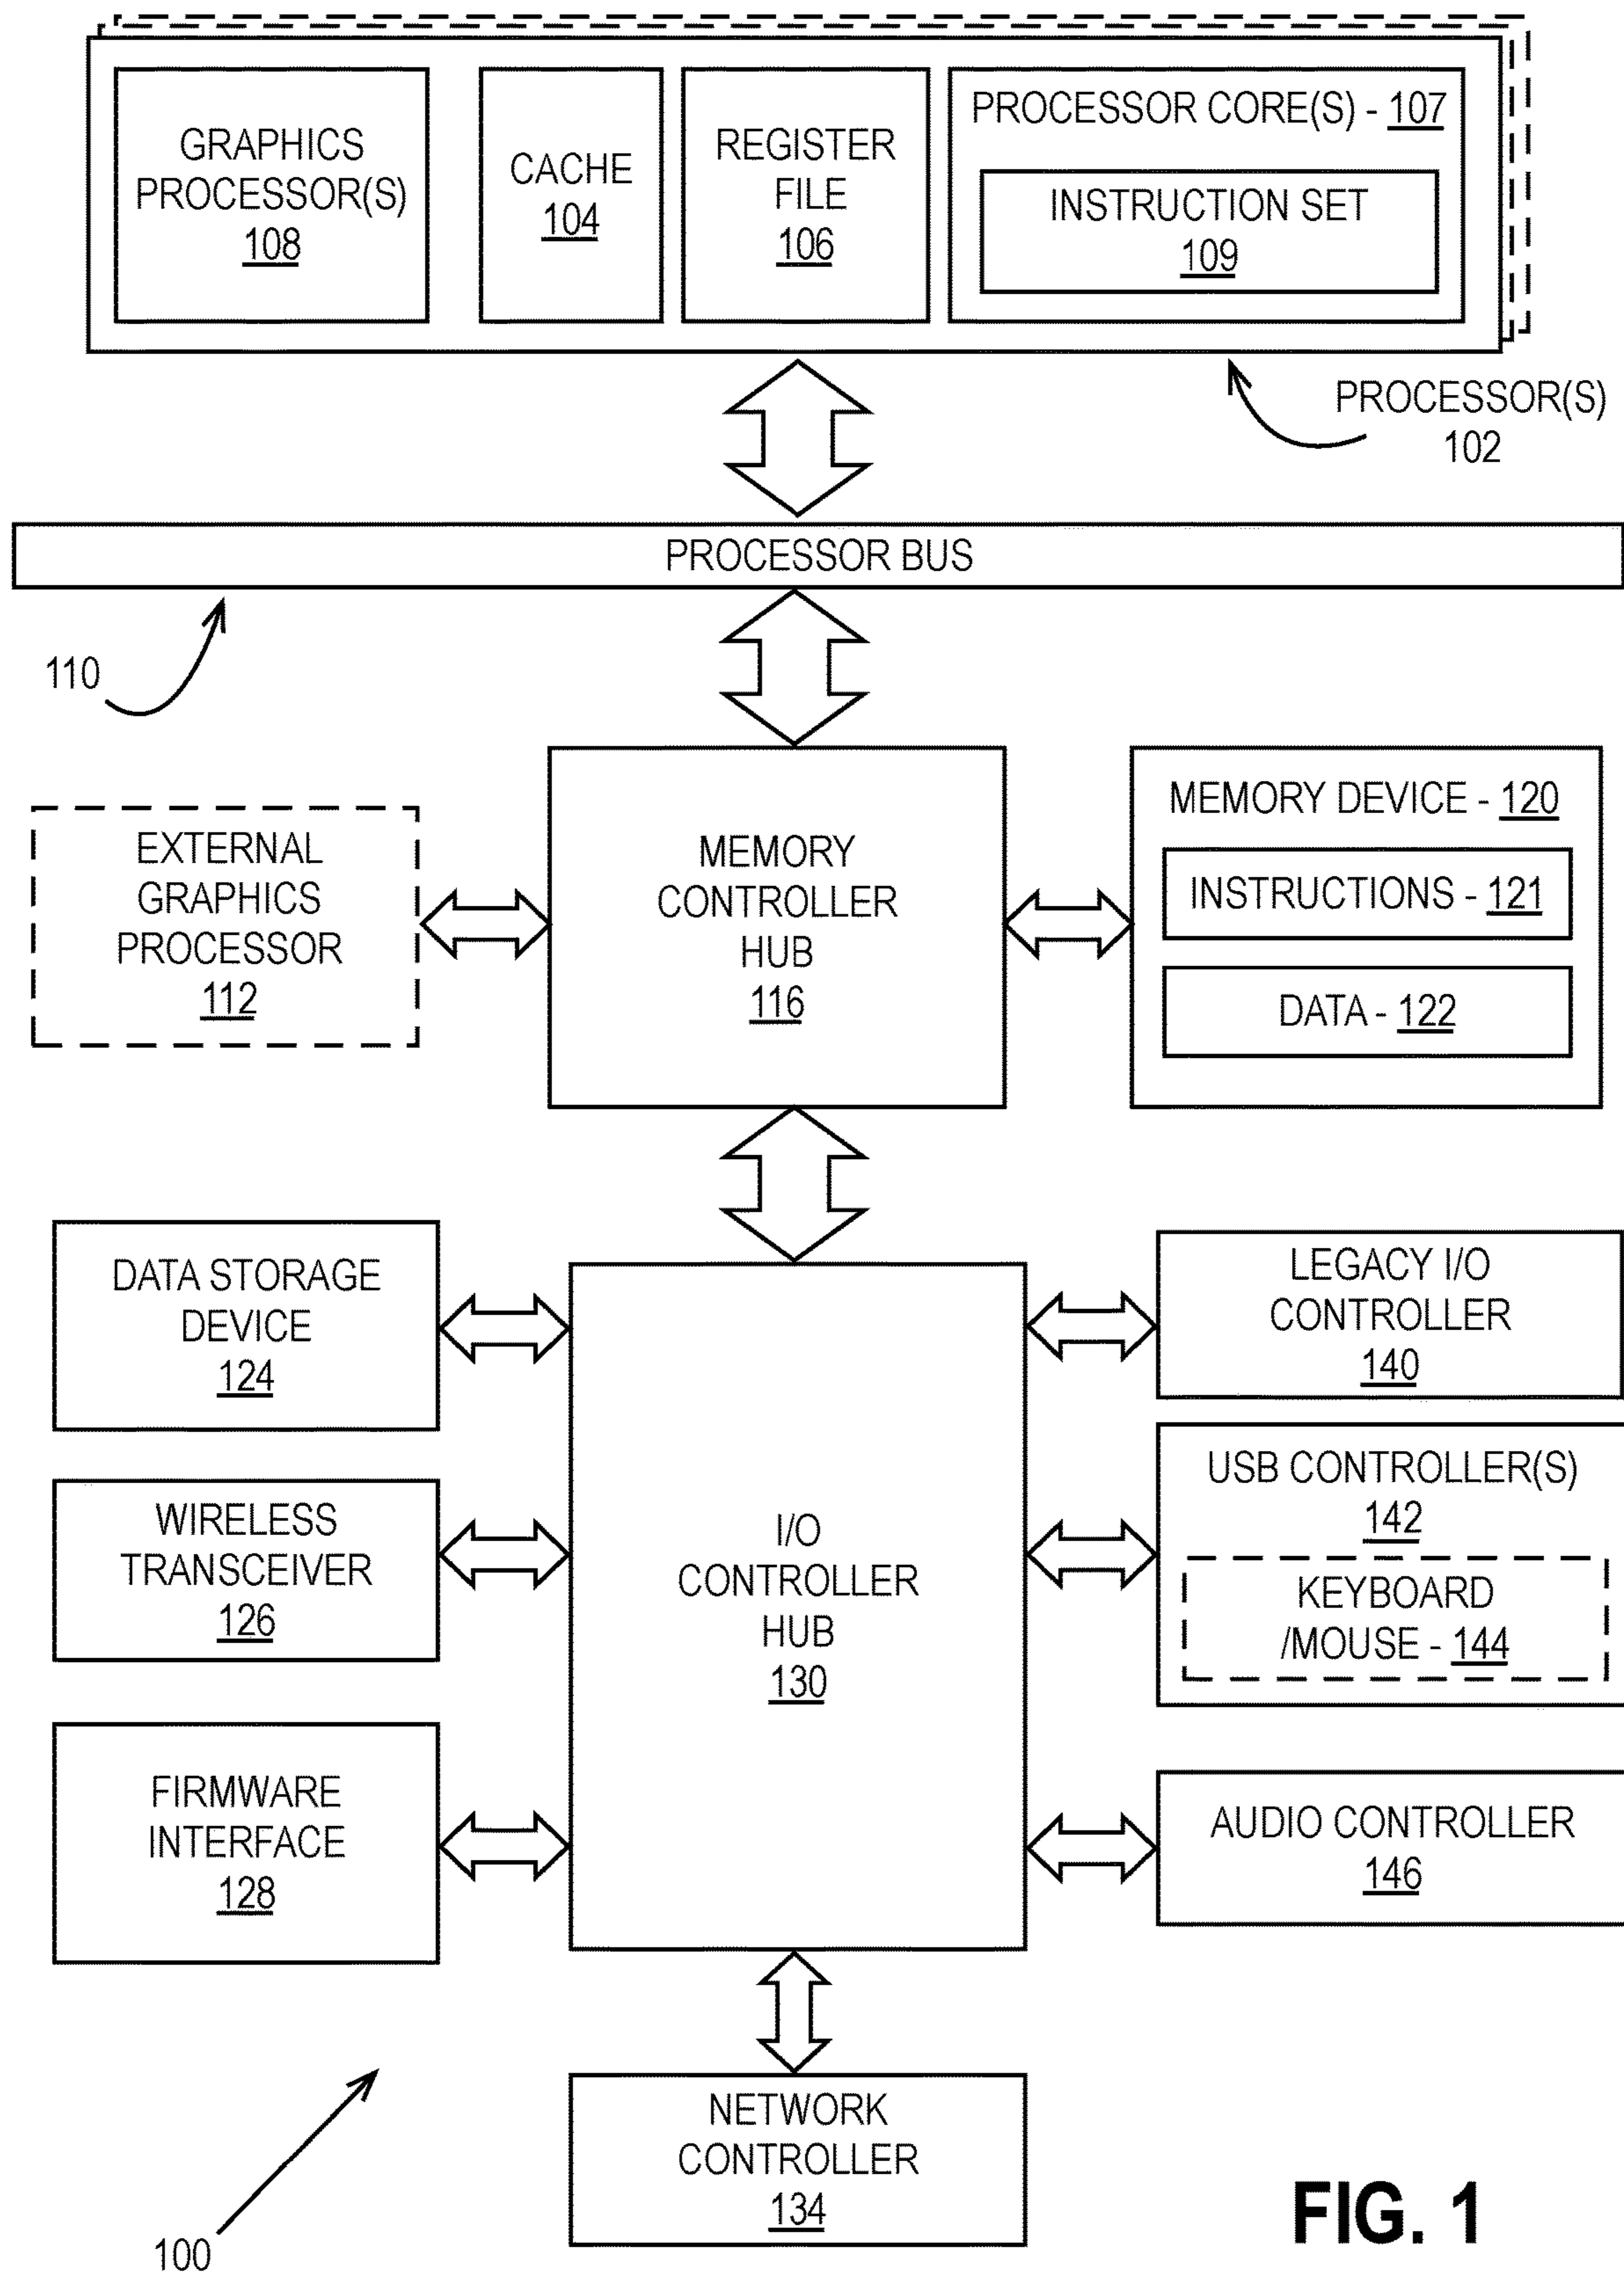 GRAPHICS
PROCESSOR(S)
108
CACHE
104
REGISTER
FILE
106
PROCESSOR CORE(S) - 107
INSTRUCTION SET
109
PROCESSOR(S)
102
PROCESSOR BUS
110
EXTERNAL
GRAPHICS
PROCESSOR
112
MEMORY
CONTROLLER
HUB
116
MEMORY DEVICE - 120
INSTRUCTIONS - 121
DATA - 122
DATA STORAGE
DEVICE
124
WIRELESS
TRANSCEIVER
126
FIRMWARE
INTERFACE
128
I/O
CONTROLLER
HUB
130
LEGACY I/O
CONTROLLER
140
USB CONTROLLER(S)
142
KEYBOARD
/MOUSE - 144
AUDIO CONTROLLER
146
NETWORK
CONTROLLER
134
100
FIG. 1